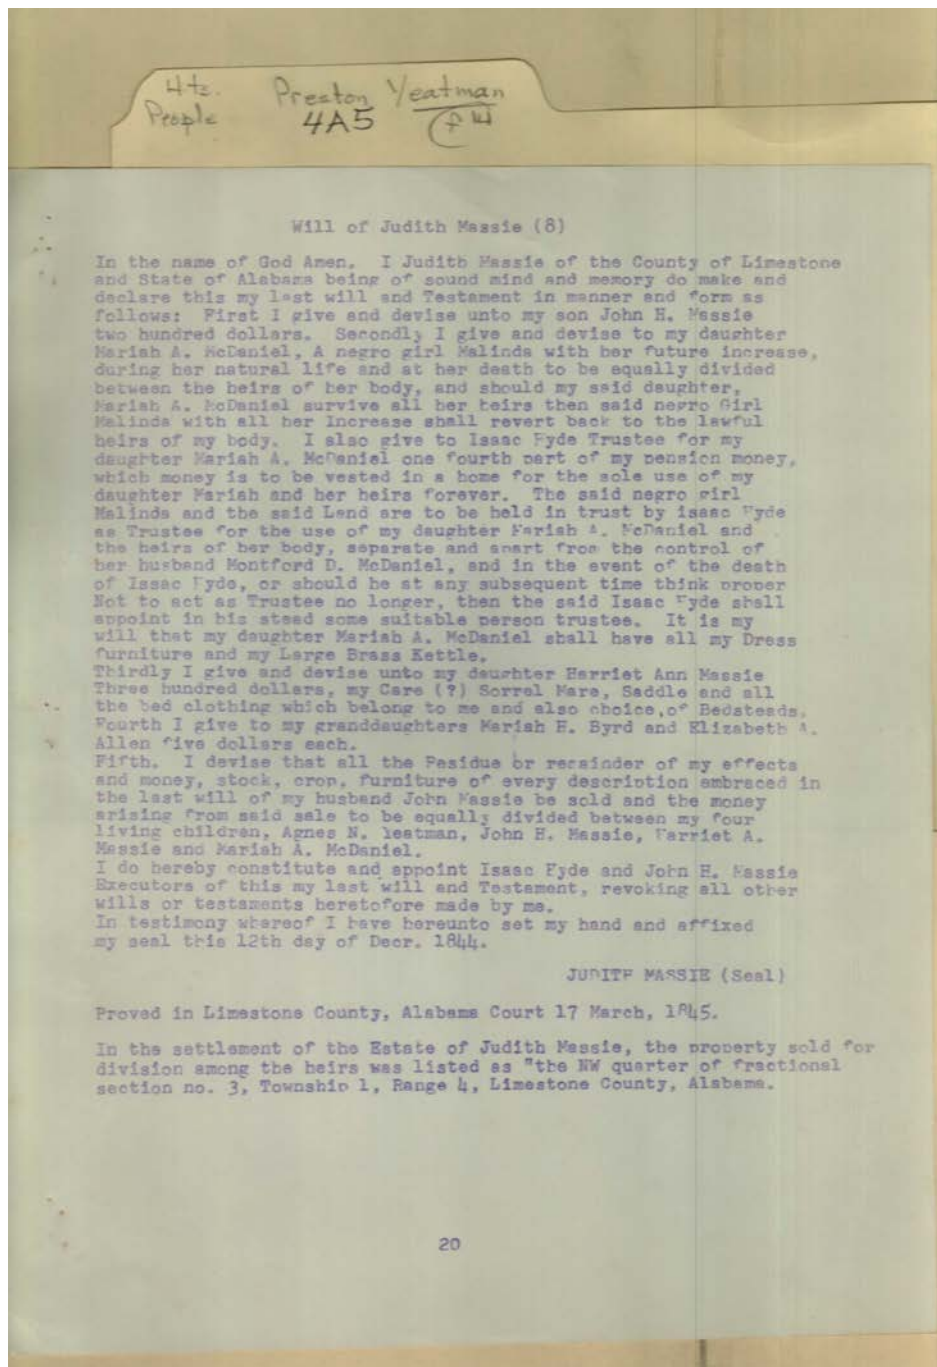 4tz. Preston Yeatman
People 4A5 f14
Will of Judith Massie (8)
In the name of God Amen. I Judith Massie of the County of Limestone
and State of Alabama being of sound mind and memory do make and
declare this my last will and Testament in manner and form as
follows: First I give and devise unto my son John H. Massie
two hundred dollars. Secondly I give and devise to my daughter
Mariah A. McDaniel, A negro girl Malinda with her future increase,
during her natural life and at her death to be equally divided
between the heirs of her body, and should my said daughter,
Mariah A. McDaniel survive all her heirs then said negro Girl
Malinda with all her Increase shall revert back to the lawful
heirs of my body. I also give to Isaac Hyde Trustee for my
daughter Mariah A. McDaniel one fourth part of my pension money,
which money is to be vested in a home for the sole use of my
daughter Mariah and her heirs forever. The said negro girl
Malinda and the said Land are to be held in trust by isaac Hyde
as Trustee for the use of my daughter Mariah A. McDaniel and
the heirs of her body, separate and apart from the control of
her husband Montford D. McDaniel, and in the event of the death
of Isaac Hyde, or should he at any subsequent time think proper
Not to act as Trustee no longer, then the said Isaac Hyde shall
appoint in his stead some suitable person trustee. It is my
will that my daughter Mariah A. McDaniel shall have all my Dress
furniture and my Large Brass Kettle.
Thirdly I give and devise unto my daughter Harriet Ann Massie
Three hundred dollars, my Care (?) Sorrel Mare, Saddle and all
the bed clothing which belong to me and also choice,of Bedsteads.
Fourth I give to my granddaughters Mariah H. Byrd and Elizabeth A.
Allen five dollars each.
Fifth. I devise that all the Residue or remainder of my effects
and money, stock, crop, furniture of every description embraced in
the last will of my husband John Massie be sold and the money
arising from said sale to be equally divided between my four
living children, Agnes N. Yeatman, John H. Massie, Harriet A.
Massie and Mariah A. McDaniel.
I do hereby constitute and appoint Isaac Hyde and John H. Massie
Executors of this my last will and Testament, revoking all other
wills or testaments heretofore made by me.
In testimony whereof I have hereunto set my hand and affixed
my seal this 12th day of Decr. 1844.
JUDITH MASSIE (Seal)
Proved in Limestone County, Alabama Court 17 March, 1845.
In the settlement of the Estate of Judith Massie, the property sold for
division among the heirs was listed as "the NW quarter of fractional
section no. 3, Township 1, Range 4, Limestone County, Alabama.
20